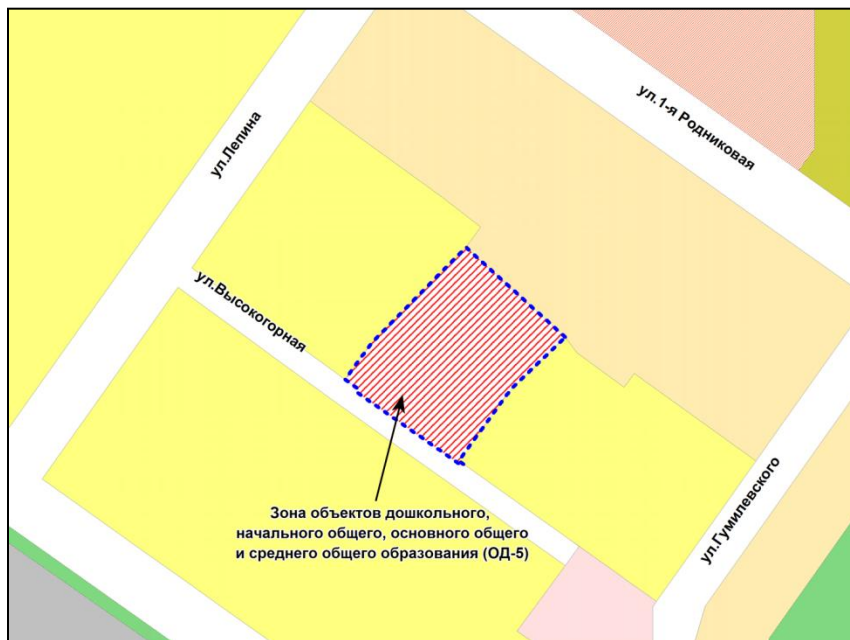 ул.1-я Родниковая
ул.Лепина
ул.Высокогорная
Зона объектов дошкольного,
начального общего, основного общего
и среднего общего образования (ОД-5)
ул.Гумилевского